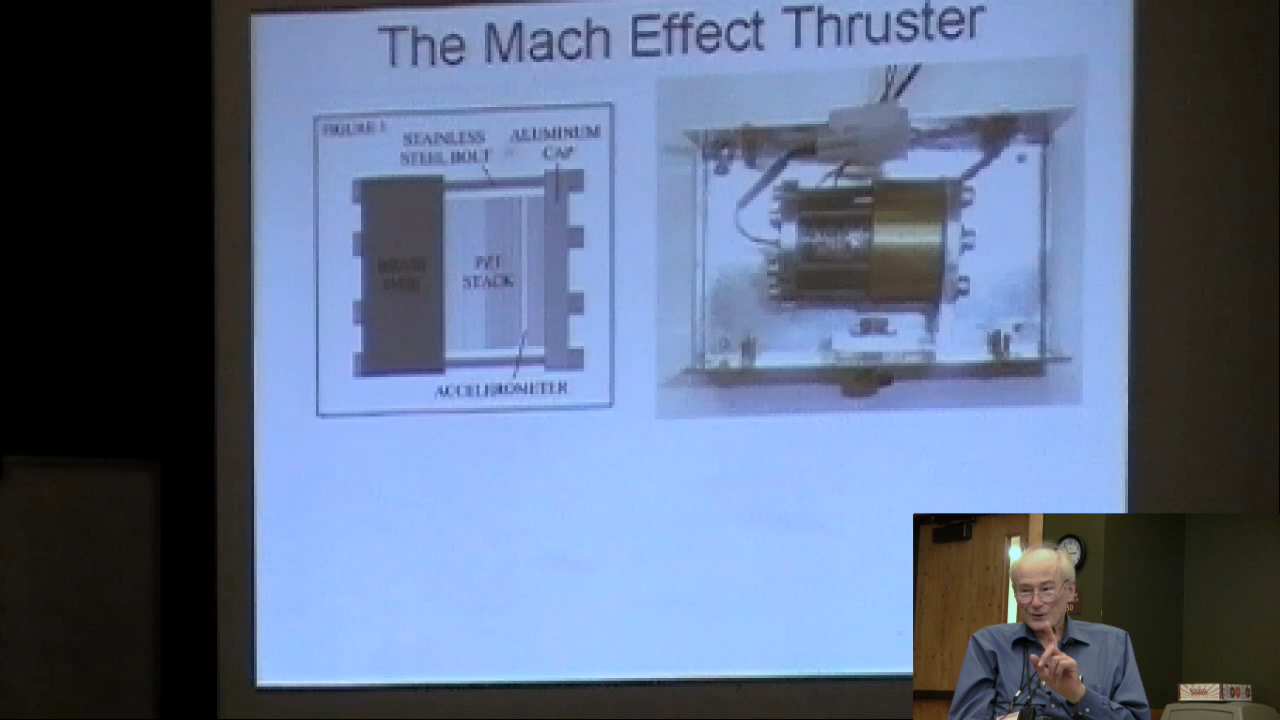 The Mach Effect Thruster
FIGURE 1
STAINLESS
STEEL BOLT
ALUMINUM
CAP
PZT
STACK
ACCELEROMETER